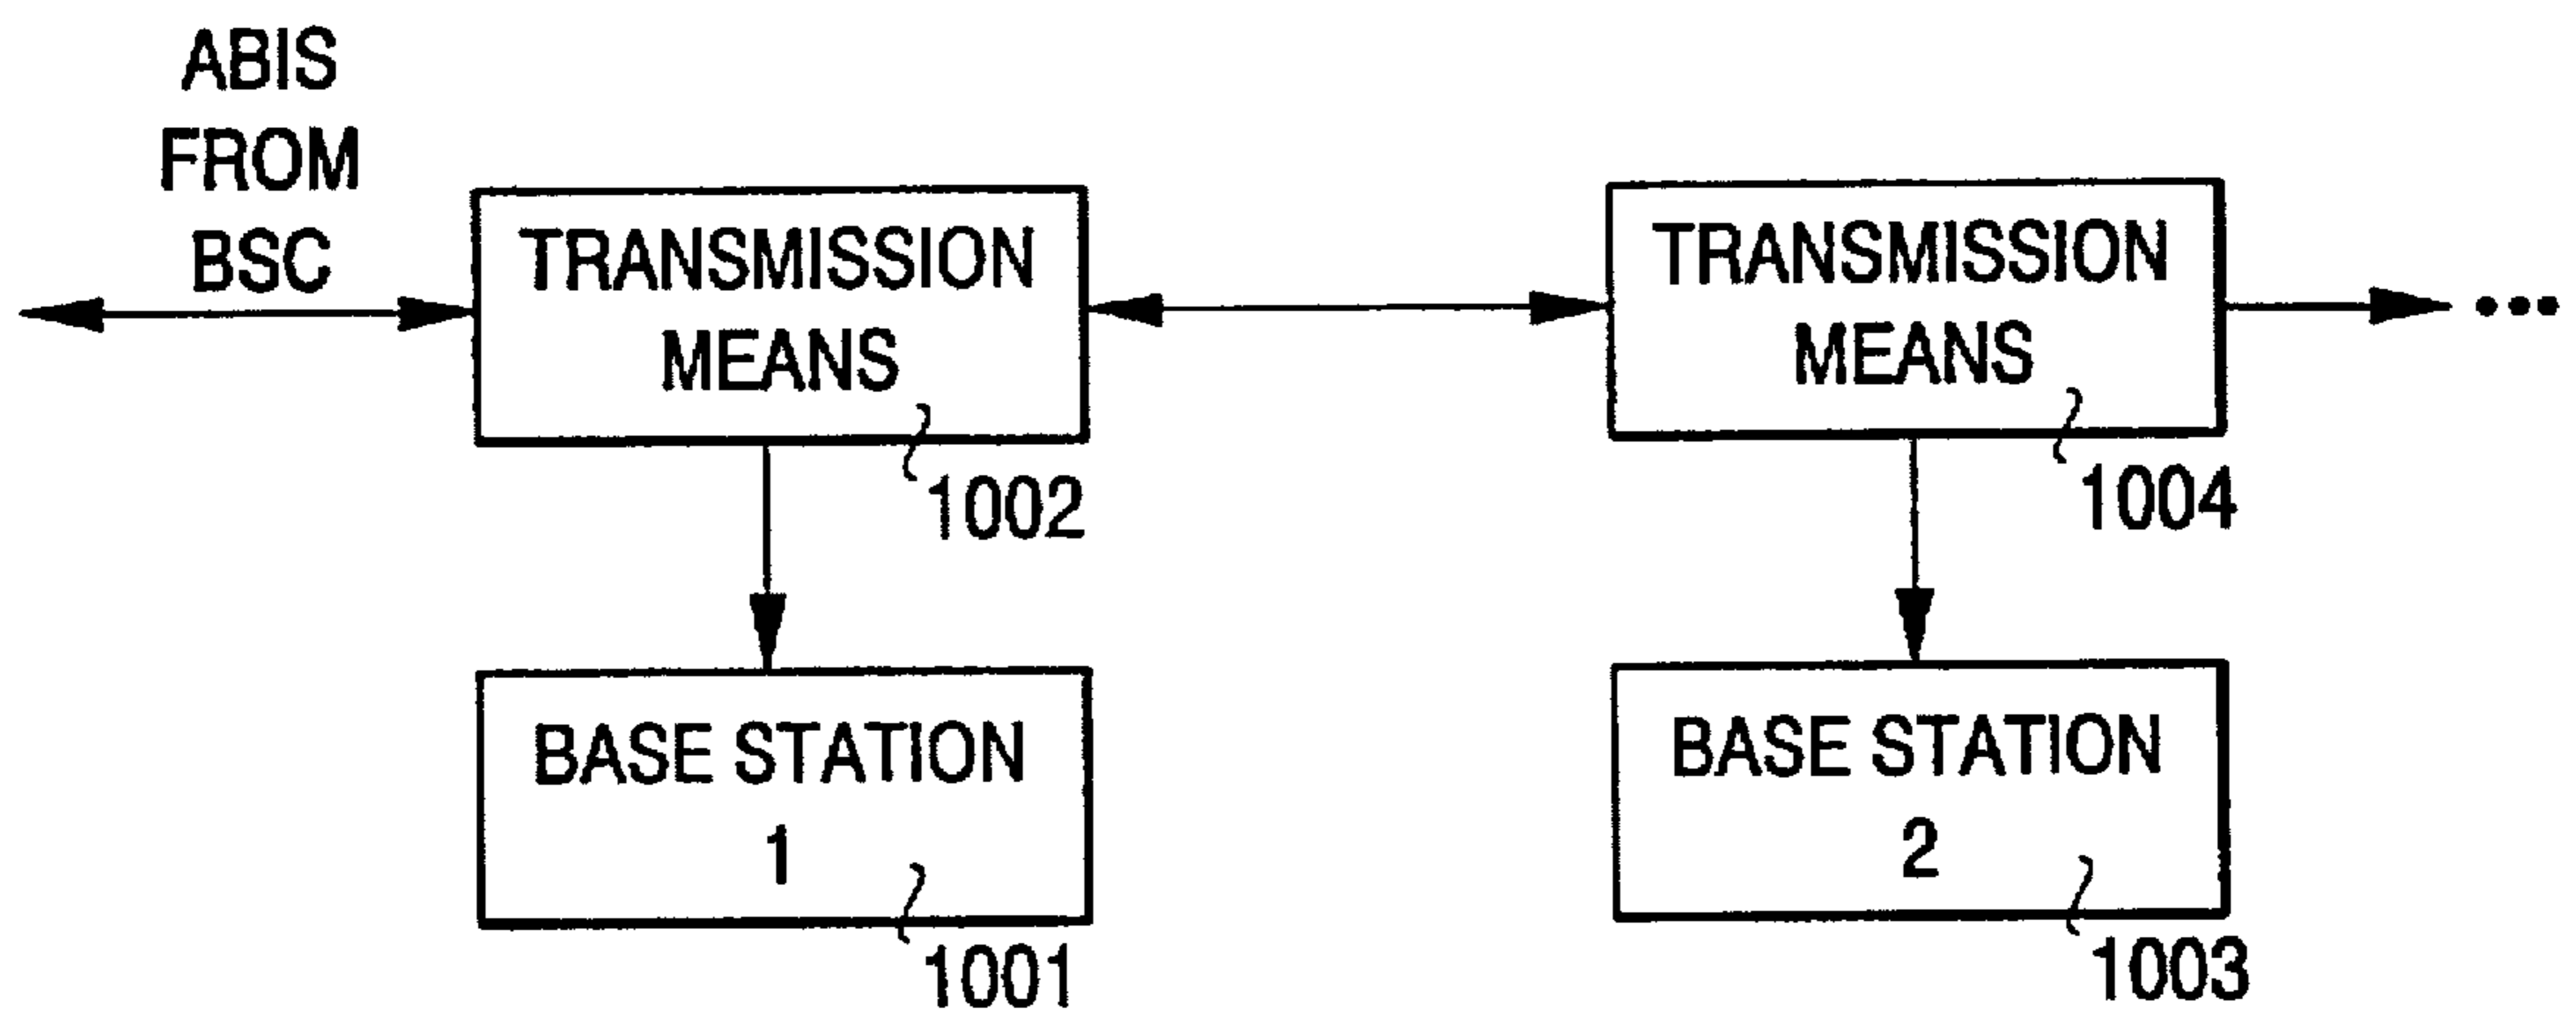 ABIS
FROM
BSC
TRANSMISSION
MEANS
1002
TRANSMISSION
MEANS
1004
BASE STATION
1
1001
BASE STATION
2
1003